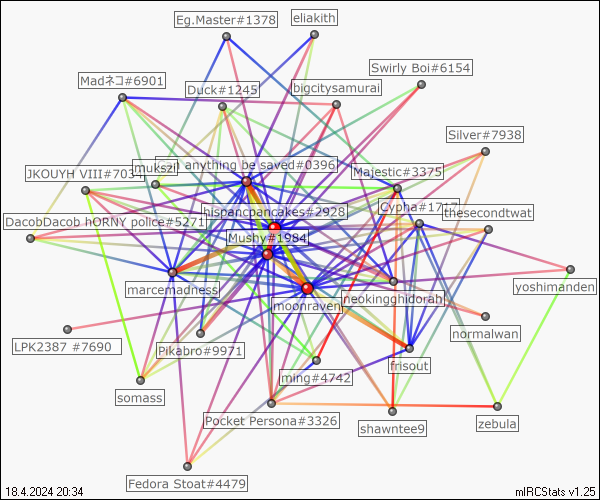 Eg.Master#1378
eliakith
Swirly Boi#6154
Madネコ#6901
Duck#1245
bigcitysamurai
Silver#7938
anything be saved#0396
mukszi
Majestic#3375
JKOUYH VIII#703
hispancpancakes#2928
Cypha#1717
thesecondtwat
DacobDacob HORNY police#5271
Mushy#1984
marcemadness
moonraven
neokingghidorah
yoshimanden
normalwan
LPK2387 #7690
Pikabro#9971
frisout
ming#4742
somass
Pocket Persona#3326
shawntee9
zebula
Fedora Stoat#4479
18.4.2024 20:34
mIRCStats v1.25